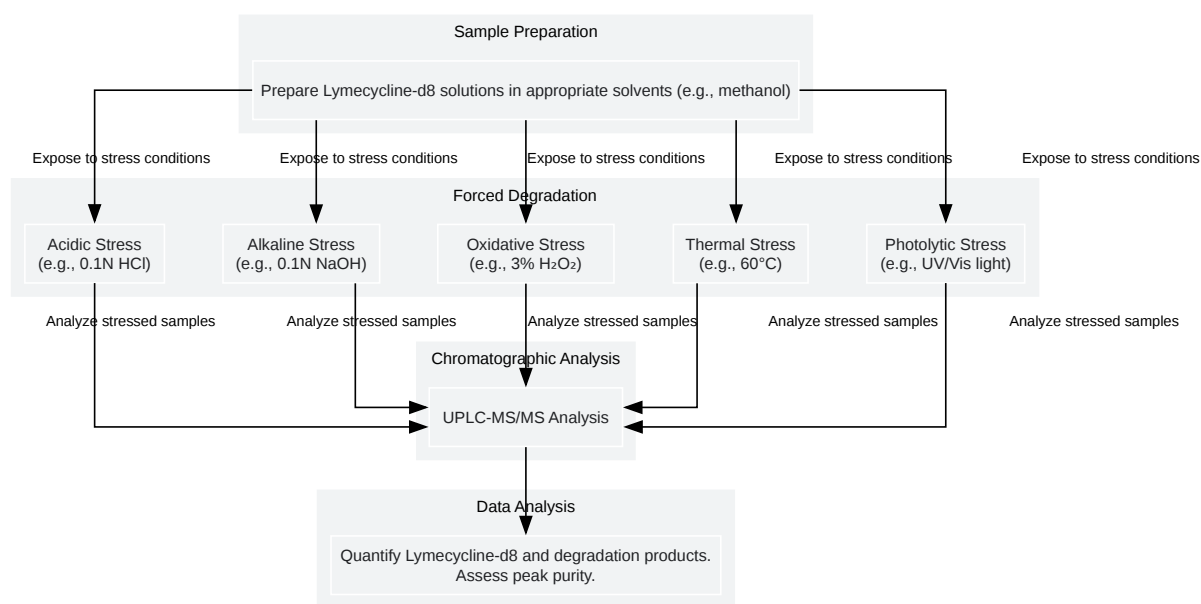 Sample Preparation
Prepare Lymecycline-d8 solutions in appropriate solvents (e.g., methanol)
Expose to stress conditions
Expose to stress conditions
Expose to stress conditions
Expose to stress conditions
Expose to stress conditions
Forced Degradation
Acidic Stress
(e.g., 0.1N HCl)
Alkaline Stress
(e.g., 0.1N NaOH)
Oxidative Stress
(e.g., 3% H₂O₂)
Thermal Stress
(e.g., 60°C)
Photolytic Stress
(e.g., UV/Vis light)
Analyze stressed samples
Analyze stressed samples
Analyze stressed samples
Analyze stressed samples
Analyze stressed samples
Chromatographic Analysis
UPLC-MS/MS Analysis
Data Analysis
Quantify Lymecycline-d8 and degradation products.
Assess peak purity.